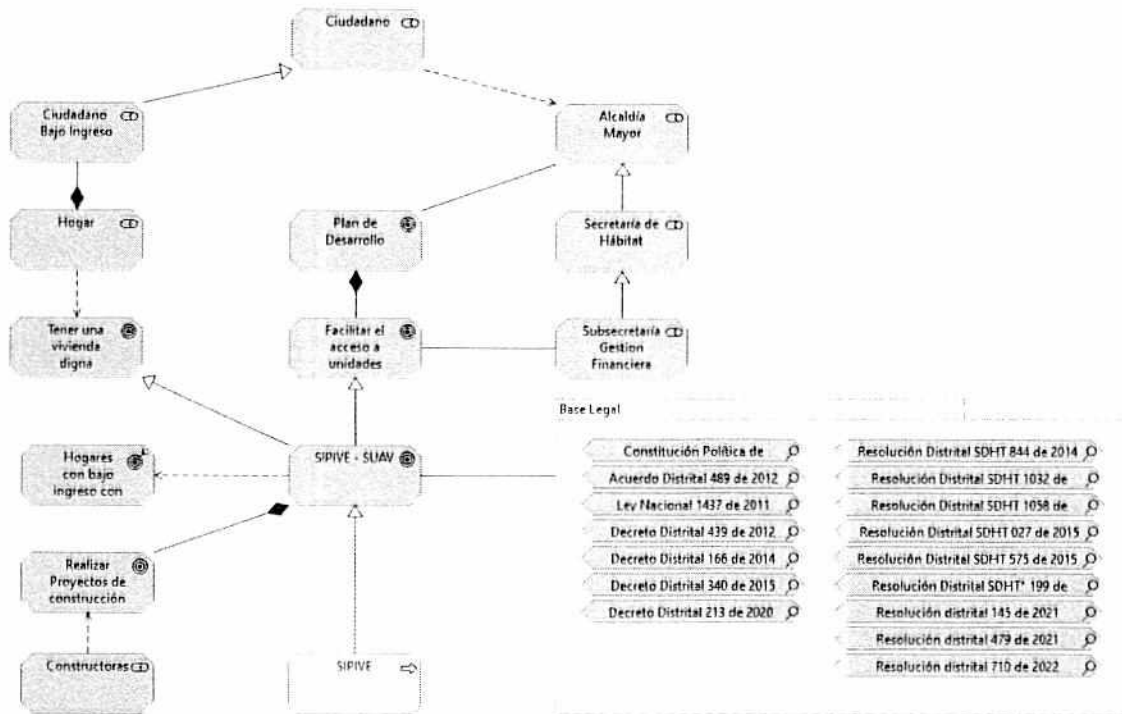 Ciudadano
Ciudadano
Bajo Ingreso
Alcaldía
Mayor
Hogar
Plan de
Desarrollo
Secretaría de
Hábitat
Tener una
vivienda
digna
Facilitar el
acceso a
unidades
Subsecretaría
Gestion
Financiera
Base Legal
Hogares
con bajo
ingreso con
SIPIVE - SUAV
Realizar
Proyectos de
construcción
Constructoras
SIPIVE
Constitución Política de
Acuerdo Distrital 489 de 2012
Ley Nacional 1437 de 2011
Decreto Distrital 439 de 2012
Decreto Distrital 166 de 2014
Decreto Distrital 340 de 2015
Decreto Distrital 213 de 2020
Resolución Distrital SDHT 844 de 2014
Resolución Distrital SDHT 1032 de
Resolución Distrital SDHT 1058 de
Resolución Distrital SDHT 027 de 2015
Resolución Distrital SDHT 575 de 2015
Resolución Distrital SDHT* 199 de
Resolución distrital 145 de 2021
Resolución distrital 479 de 2021
Resolución distrital 710 de 2022